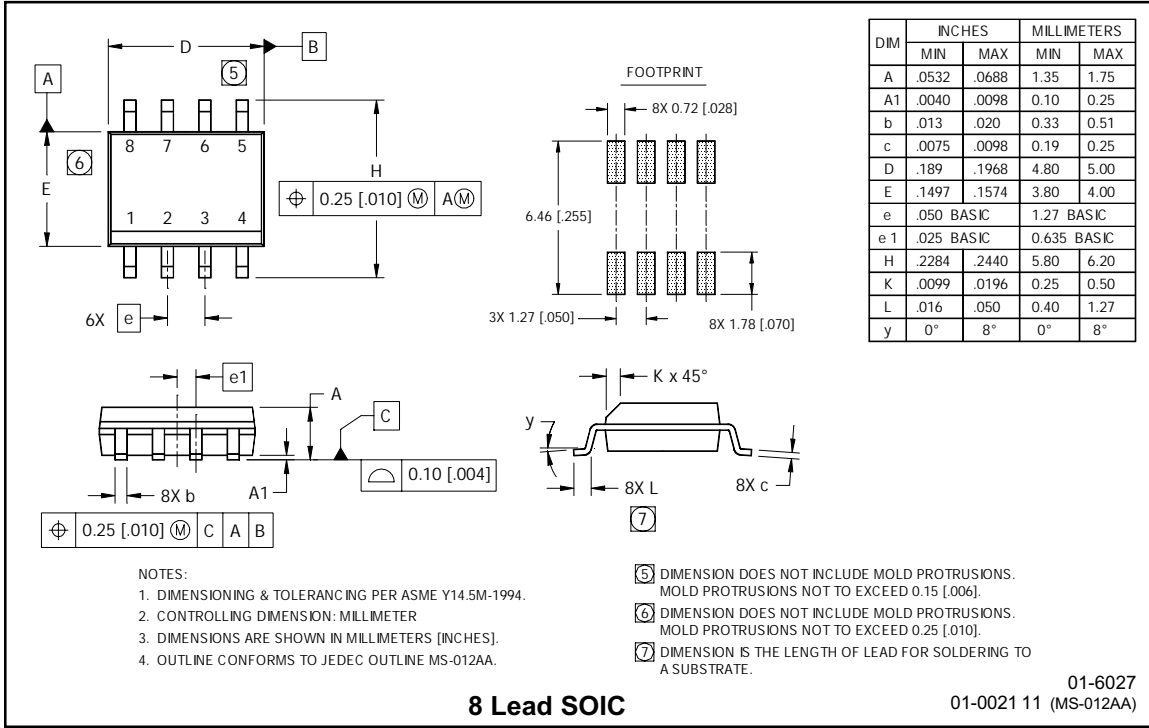 D
B
5
A
8 7 6 5
6
E
H
⌖ 0.25 [.010] Ⓜ AⓂ
1 2 3 4
6X e
FOOTPRINT
8X 0.72 [.028]
6.46 [.255]
3X 1.27 [.050]
8X 1.78 [.070]
DIM INCHES MILLIMETERS
MIN MAX MIN MAX
A .0532 .0688 1.35 1.75
A1 .0040 .0098 0.10 0.25
b .013 .020 0.33 0.51
c .0075 .0098 0.19 0.25
D .189 .1968 4.80 5.00
E .1497 .1574 3.80 4.00
e .050 BASIC 1.27 BASIC
e 1 .025 BASIC 0.635 BASIC
H .2284 .2440 5.80 6.20
K .0099 .0196 0.25 0.50
L .016 .050 0.40 1.27
y 0° 8° 0° 8°
e1
A
C
0.10 [.004]
8X b
A1
⌖ 0.25 [.010] Ⓜ C A B
K x 45°
y
8X L
7
8X c
NOTES:
1. DIMENSIONING & TOLERANCING PER ASME Y14.5M-1994.
2. CONTROLLING DIMENSION: MILLIMETER
3. DIMENSIONS ARE SHOWN IN MILLIMETERS [INCHES].
4. OUTLINE CONFORMS TO JEDEC OUTLINE MS-012AA.
5 DIMENSION DOES NOT INCLUDE MOLD PROTRUSIONS.
MOLD PROTRUSIONS NOT TO EXCEED 0.15 [.006].
6 DIMENSION DOES NOT INCLUDE MOLD PROTRUSIONS.
MOLD PROTRUSIONS NOT TO EXCEED 0.25 [.010].
7 DIMENSION IS THE LENGTH OF LEAD FOR SOLDERING TO
A SUBSTRATE.
8 Lead SOIC
01-6027
01-0021 11 (MS-012AA)